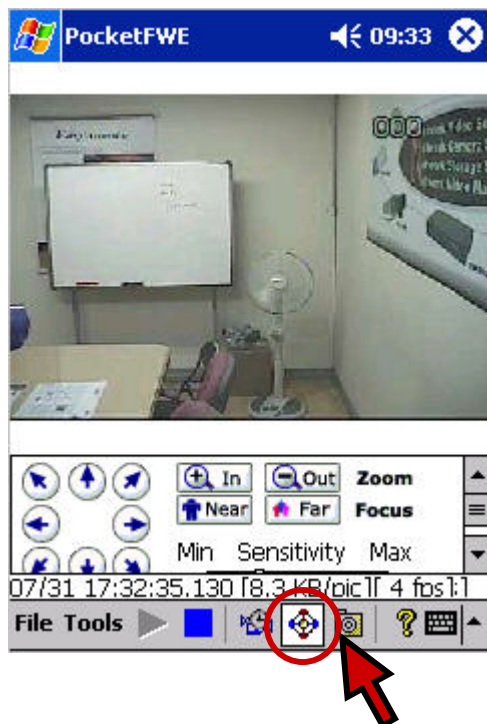 PocketFWE 09:33
000
In Out Zoom
Near Far Focus
Min Sensitivity Max
07/31 17:32:35.130 [8.3 KB/pic][ 4 fps]:]
File Tools